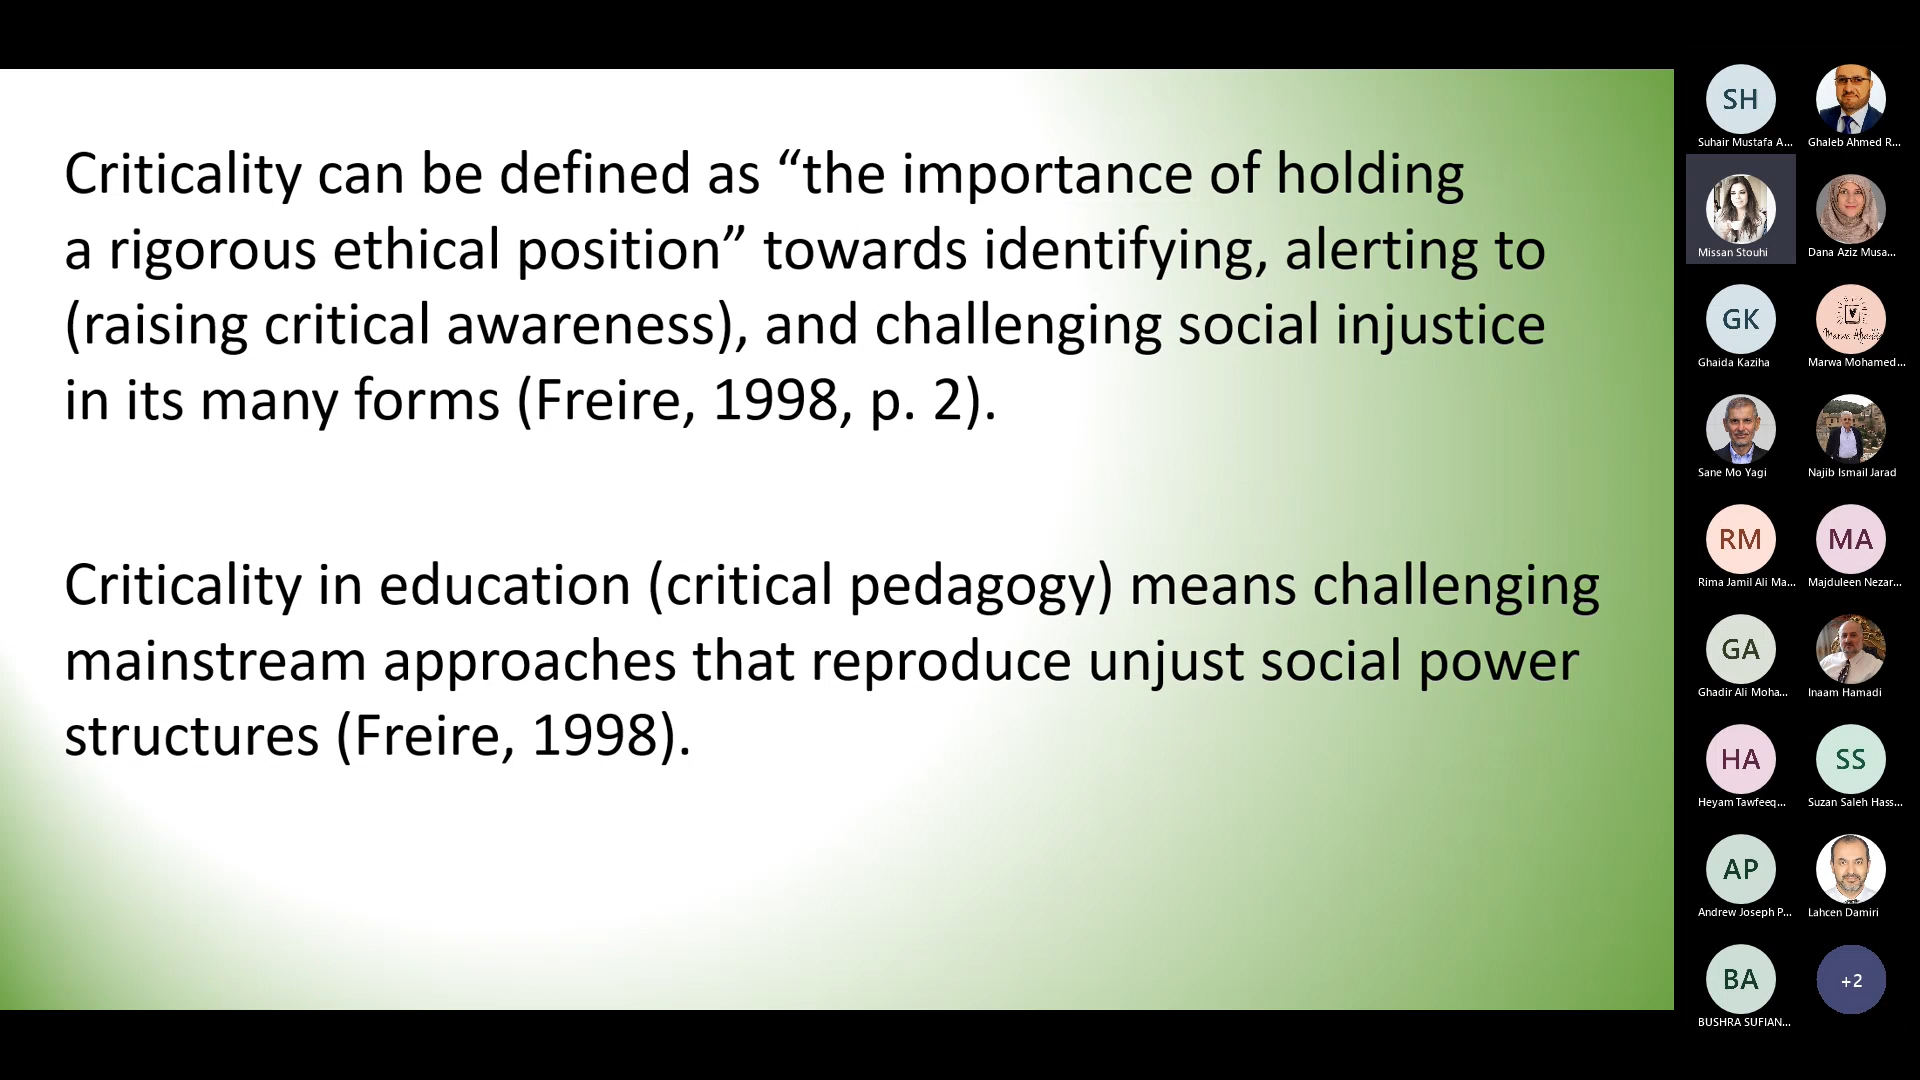 Criticality can be defined as “the importance of holding
a rigorous ethical position” towards identifying, alerting to
(raising critical awareness), and challenging social injustice
in its many forms (Freire, 1998, p. 2).
Criticality in education (critical pedagogy) means challenging
mainstream approaches that reproduce unjust social power
structures (Freire, 1998).
SH
Suhair Mustafa A...
Ghaleb Ahmed R...
Missan Stouhi
Dana Aziz Musa...
GK
Ghaida Kaziha
Marwa Mohamed...
Sane Mo Yagi
Najib Ismail Jarad
RM
Rima Jamil Ali Ma...
MA
Majduleen Nezar...
GA
Ghadir Ali Moha...
Inaam Hamadi
HA
Heyam Tawfeeq...
SS
Suzan Saleh Hass...
AP
Andrew Joseph P...
Lahcen Damiri
BA
BUSHRA SUFIAN...
+2